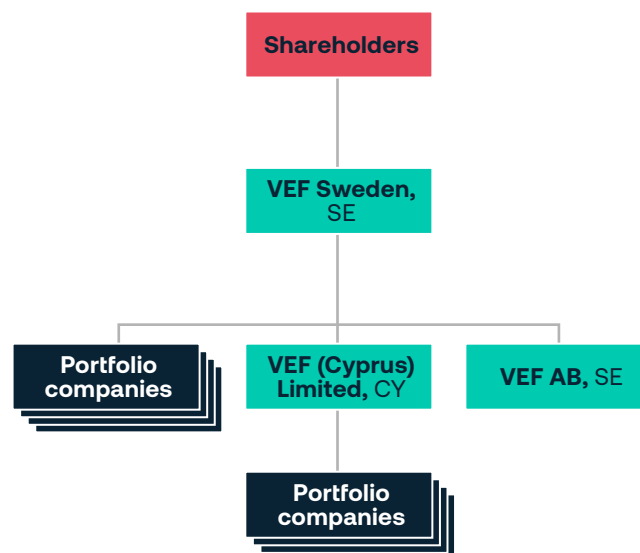 Shareholders
VEF Sweden,
SE
Portfolio
companies
VEF (Cyprus)
Limited, CY
VEF AB, SE
Portfolio
companies